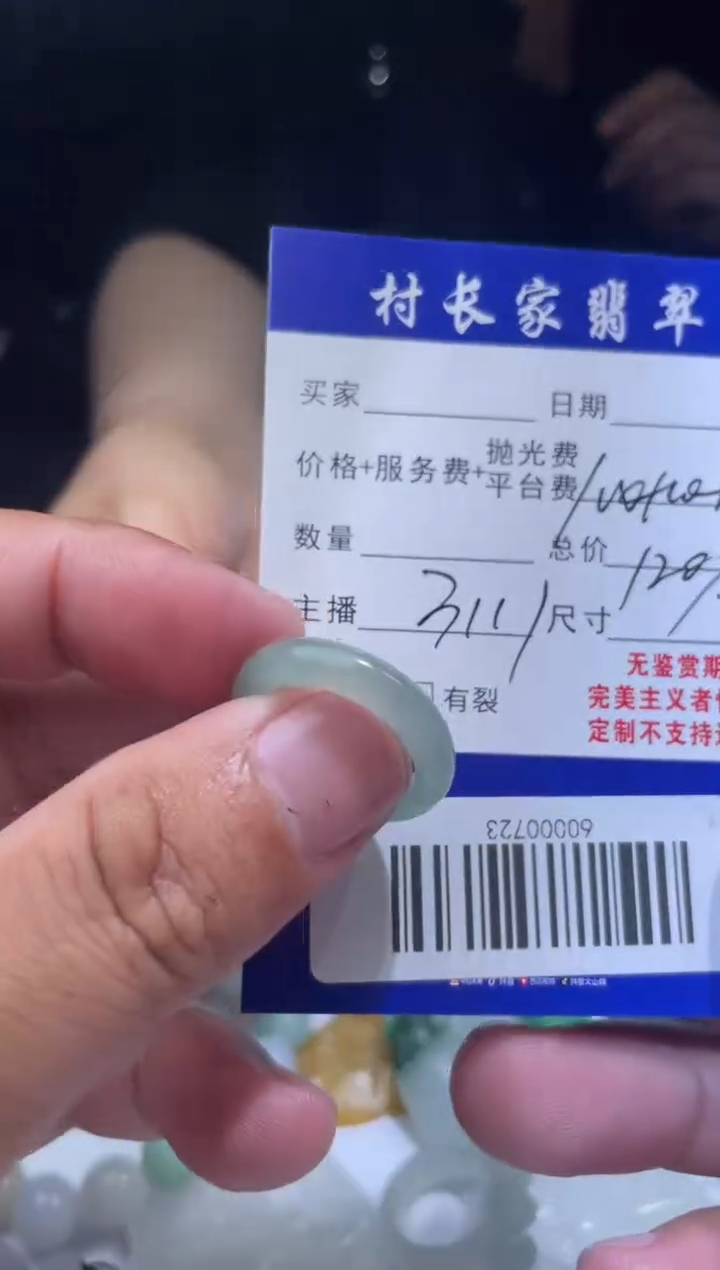 村长家翡翠
买家 日期
价格+服务费+抛光费
平台费
数量 总价 120
主播 311 尺寸
有裂
无鉴赏期
完美主义者
定制不支持
60000723